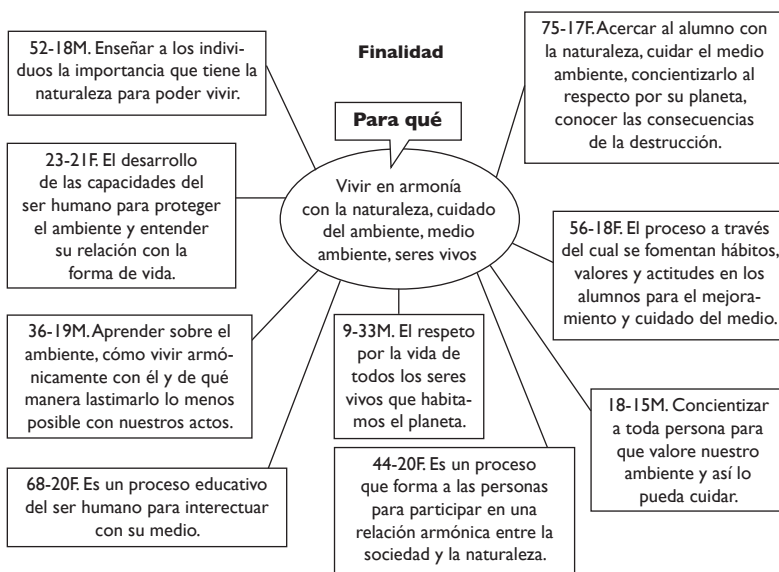 Finalidad
Para qué
Vivir en armonía
con la naturaleza, cuidado
del ambiente, medio
ambiente, seres vivos
52-18M. Enseñar a los indivi-
duos la importancia que tiene la
naturaleza para poder vivir.
23-21F. El desarrollo
de las capacidades del
ser humano para proteger
el ambiente y entender
su relación con la
forma de vida.
36-19M. Aprender sobre el
ambiente, cómo vivir armó-
nicamente con él y de qué
manera lastimarlo lo menos
posible con nuestros actos.
68-20F. Es un proceso educativo
del ser humano para interectuar
con su medio.
9-33M. El respeto
por la vida de
todos los seres
vivos que habita-
mos el planeta.
44-20F. Es un proceso
que forma a las personas
para participar en una
relación armónica entre la
sociedad y la naturaleza.
75-17F. Acercar al alumno con
la naturaleza, cuidar el medio
ambiente, concientizarlo al
respecto por su planeta,
conocer las consecuencias
de la destrucción.
56-18F. El proceso a través
del cual se fomentan hábitos,
valores y actitudes en los
alumnos para el mejora-
miento y cuidado del medio.
18-15M. Concientizar
a toda persona para
que valore nuestro
ambiente y así lo
pueda cuidar.